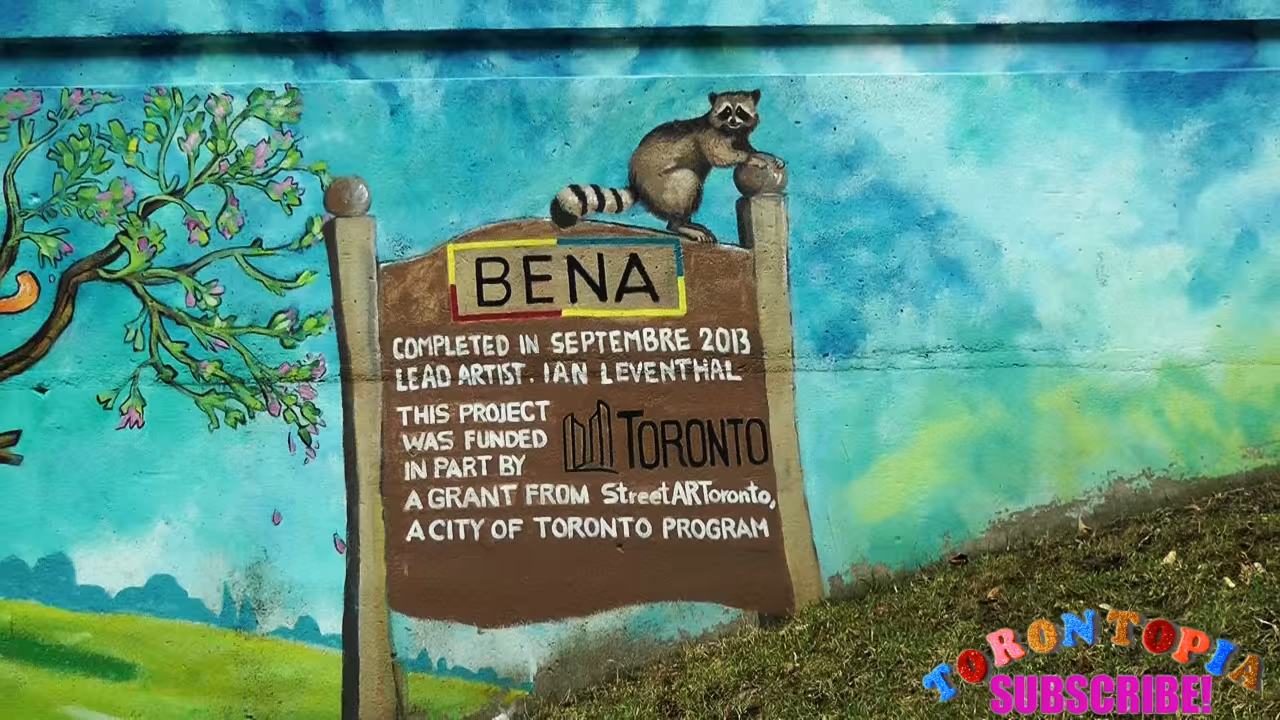 BENA
COMPLETED IN SEPTEMBRE 2013
LEAD ARTIST. IAN LEVENTHAL
THIS PROJECT
WAS FUNDED
IN PART BY
TORONTO
A GRANT FROM StreetARToronto,
A CITY OF TORONTO PROGRAM
TORONTOPIA
SUBSCRIBE!